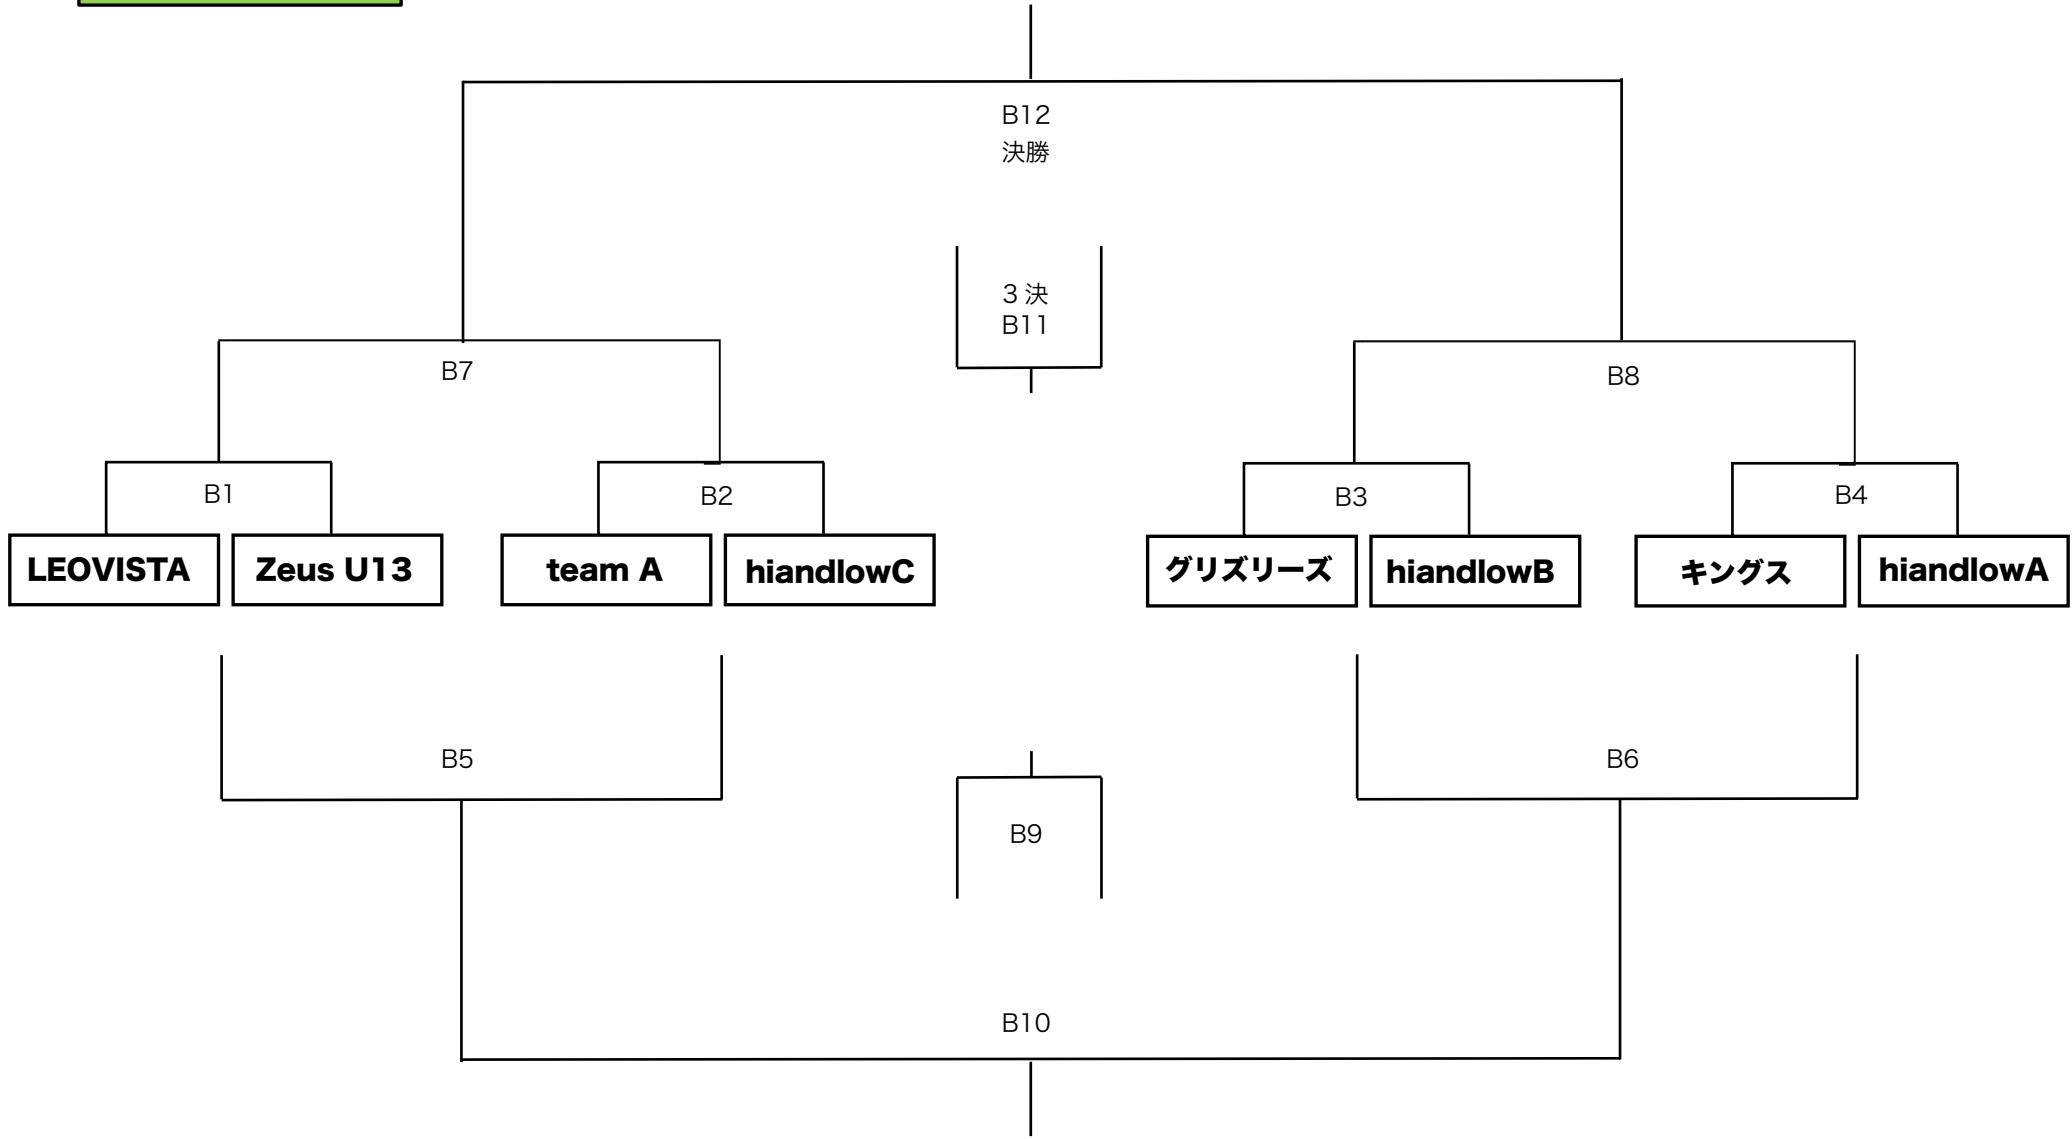 B12
決勝
3 決
B11
B7
B8
B1
B2
B3
B4
LEOVISTA
Zeus U13
team A
hiandlowC
グリズリーズ
hiandlowB
キングス
hiandlowA
B5
B6
B9
B10